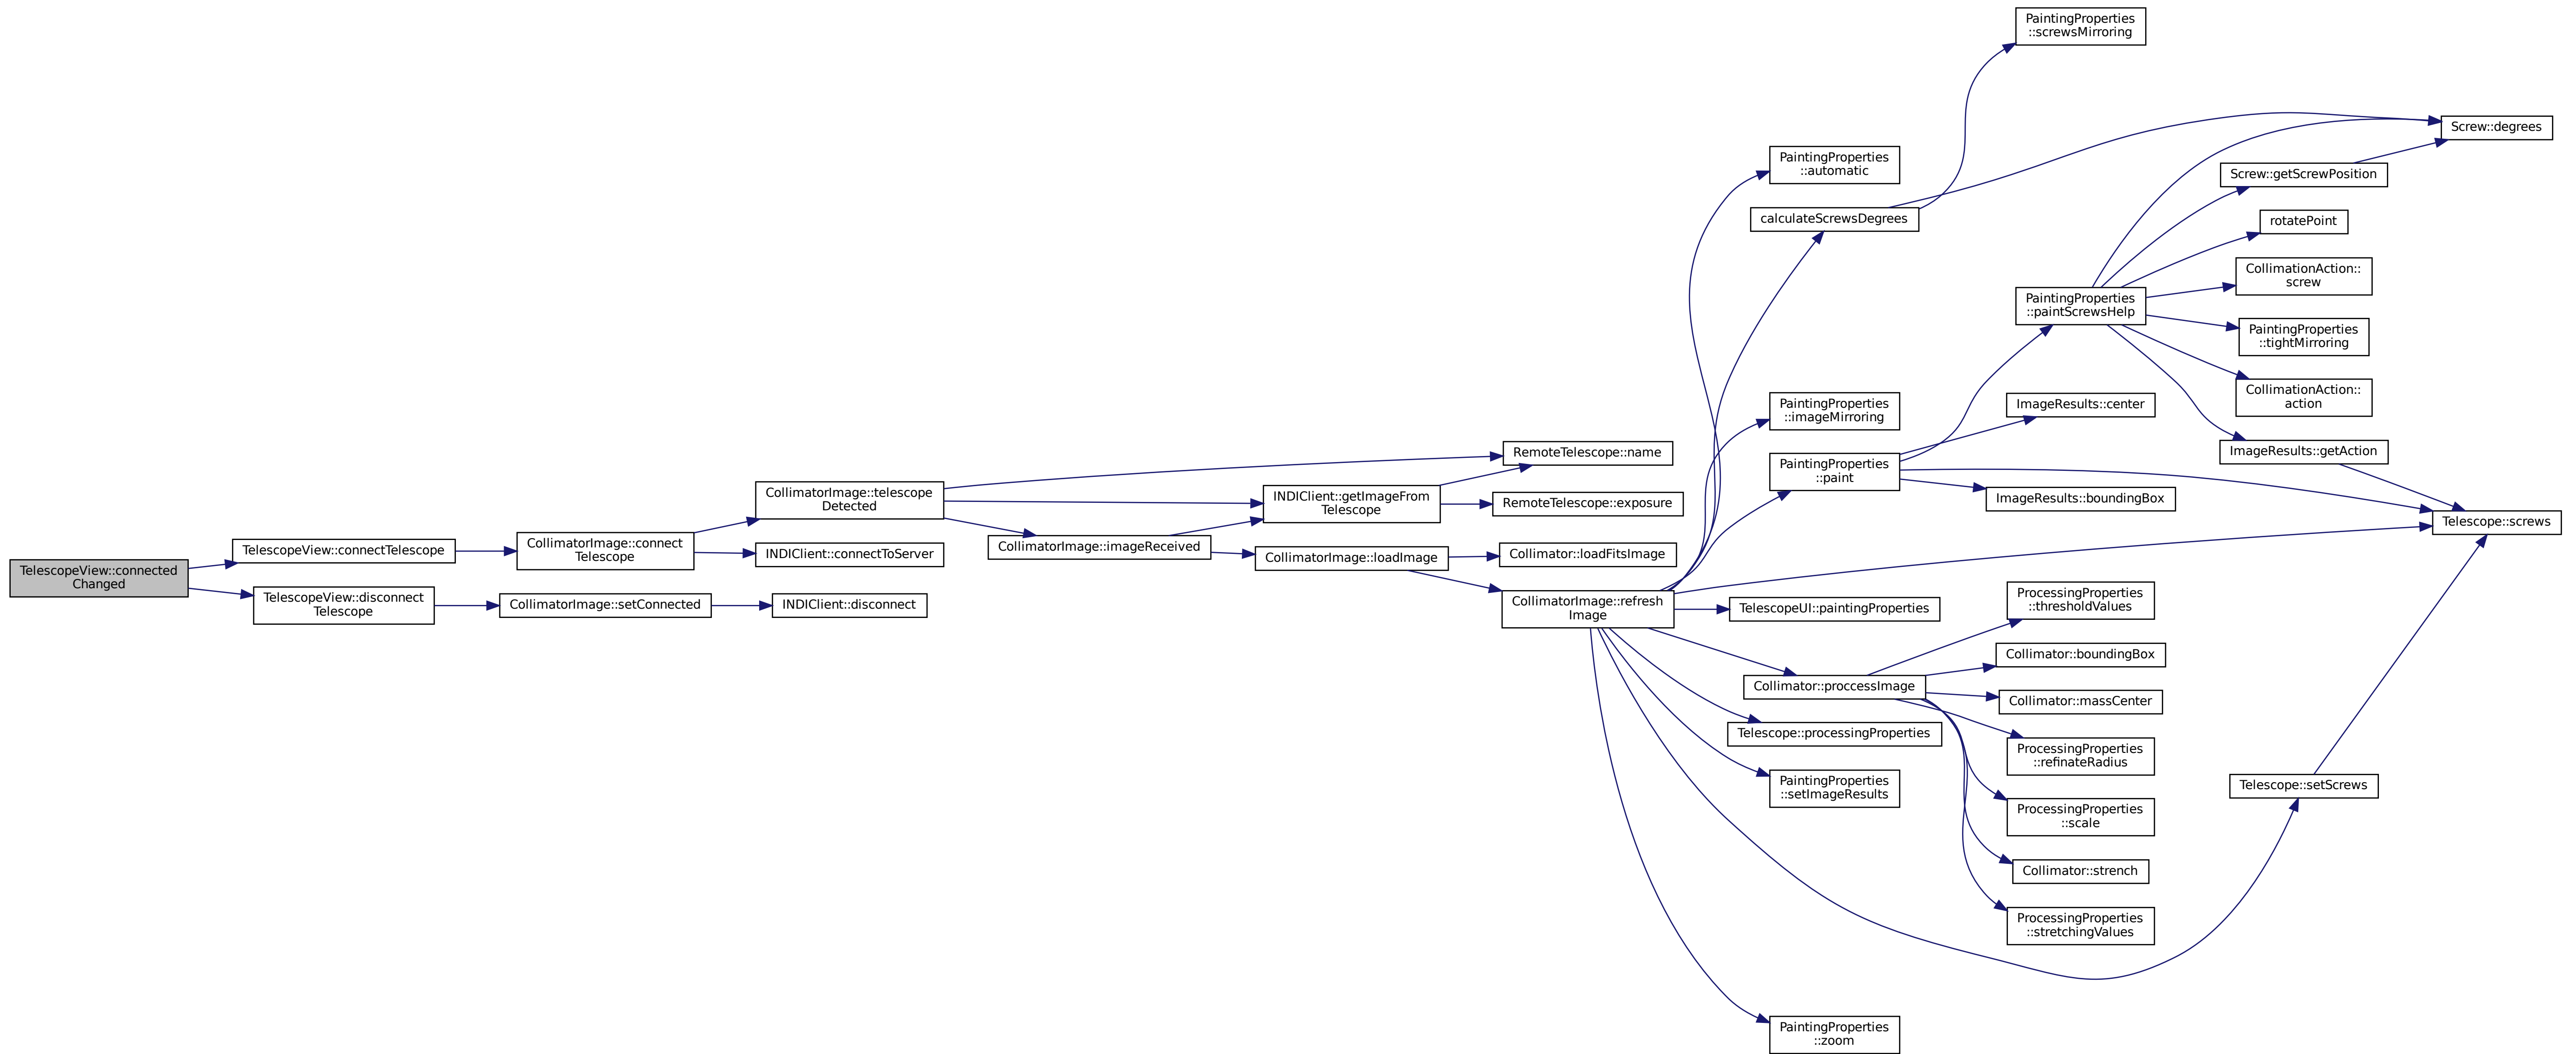 TelescopeView::connected
Changed
TelescopeView::connectTelescope
TelescopeView::disconnect
Telescope
CollimatorImage::connect
Telescope
CollimatorImage::setConnected
CollimatorImage::telescope
Detected
INDIClient::connectToServer
INDIClient::disconnect
CollimatorImage::imageReceived
INDIClient::getImageFrom
Telescope
CollimatorImage::loadImage
RemoteTelescope::name
RemoteTelescope::exposure
Collimator::loadFitsImage
CollimatorImage::refresh
Image
PaintingProperties
::automatic
calculateScrewsDegrees
PaintingProperties
::imageMirroring
PaintingProperties
::paint
TelescopeUI::paintingProperties
Collimator::proccessImage
Telescope::processingProperties
PaintingProperties
::setImageResults
PaintingProperties
::zoom
PaintingProperties
::screwsMirroring
PaintingProperties
::paintScrewsHelp
ImageResults::center
ImageResults::boundingBox
ProcessingProperties
::thresholdValues
Collimator::boundingBox
Collimator::massCenter
ProcessingProperties
::refinateRadius
ProcessingProperties
::scale
Collimator::strench
ProcessingProperties
::stretchingValues
Screw::getScrewPosition
rotatePoint
CollimationAction::
screw
PaintingProperties
::tightMirroring
CollimationAction::
action
ImageResults::getAction
Telescope::setScrews
Screw::degrees
Telescope::screws